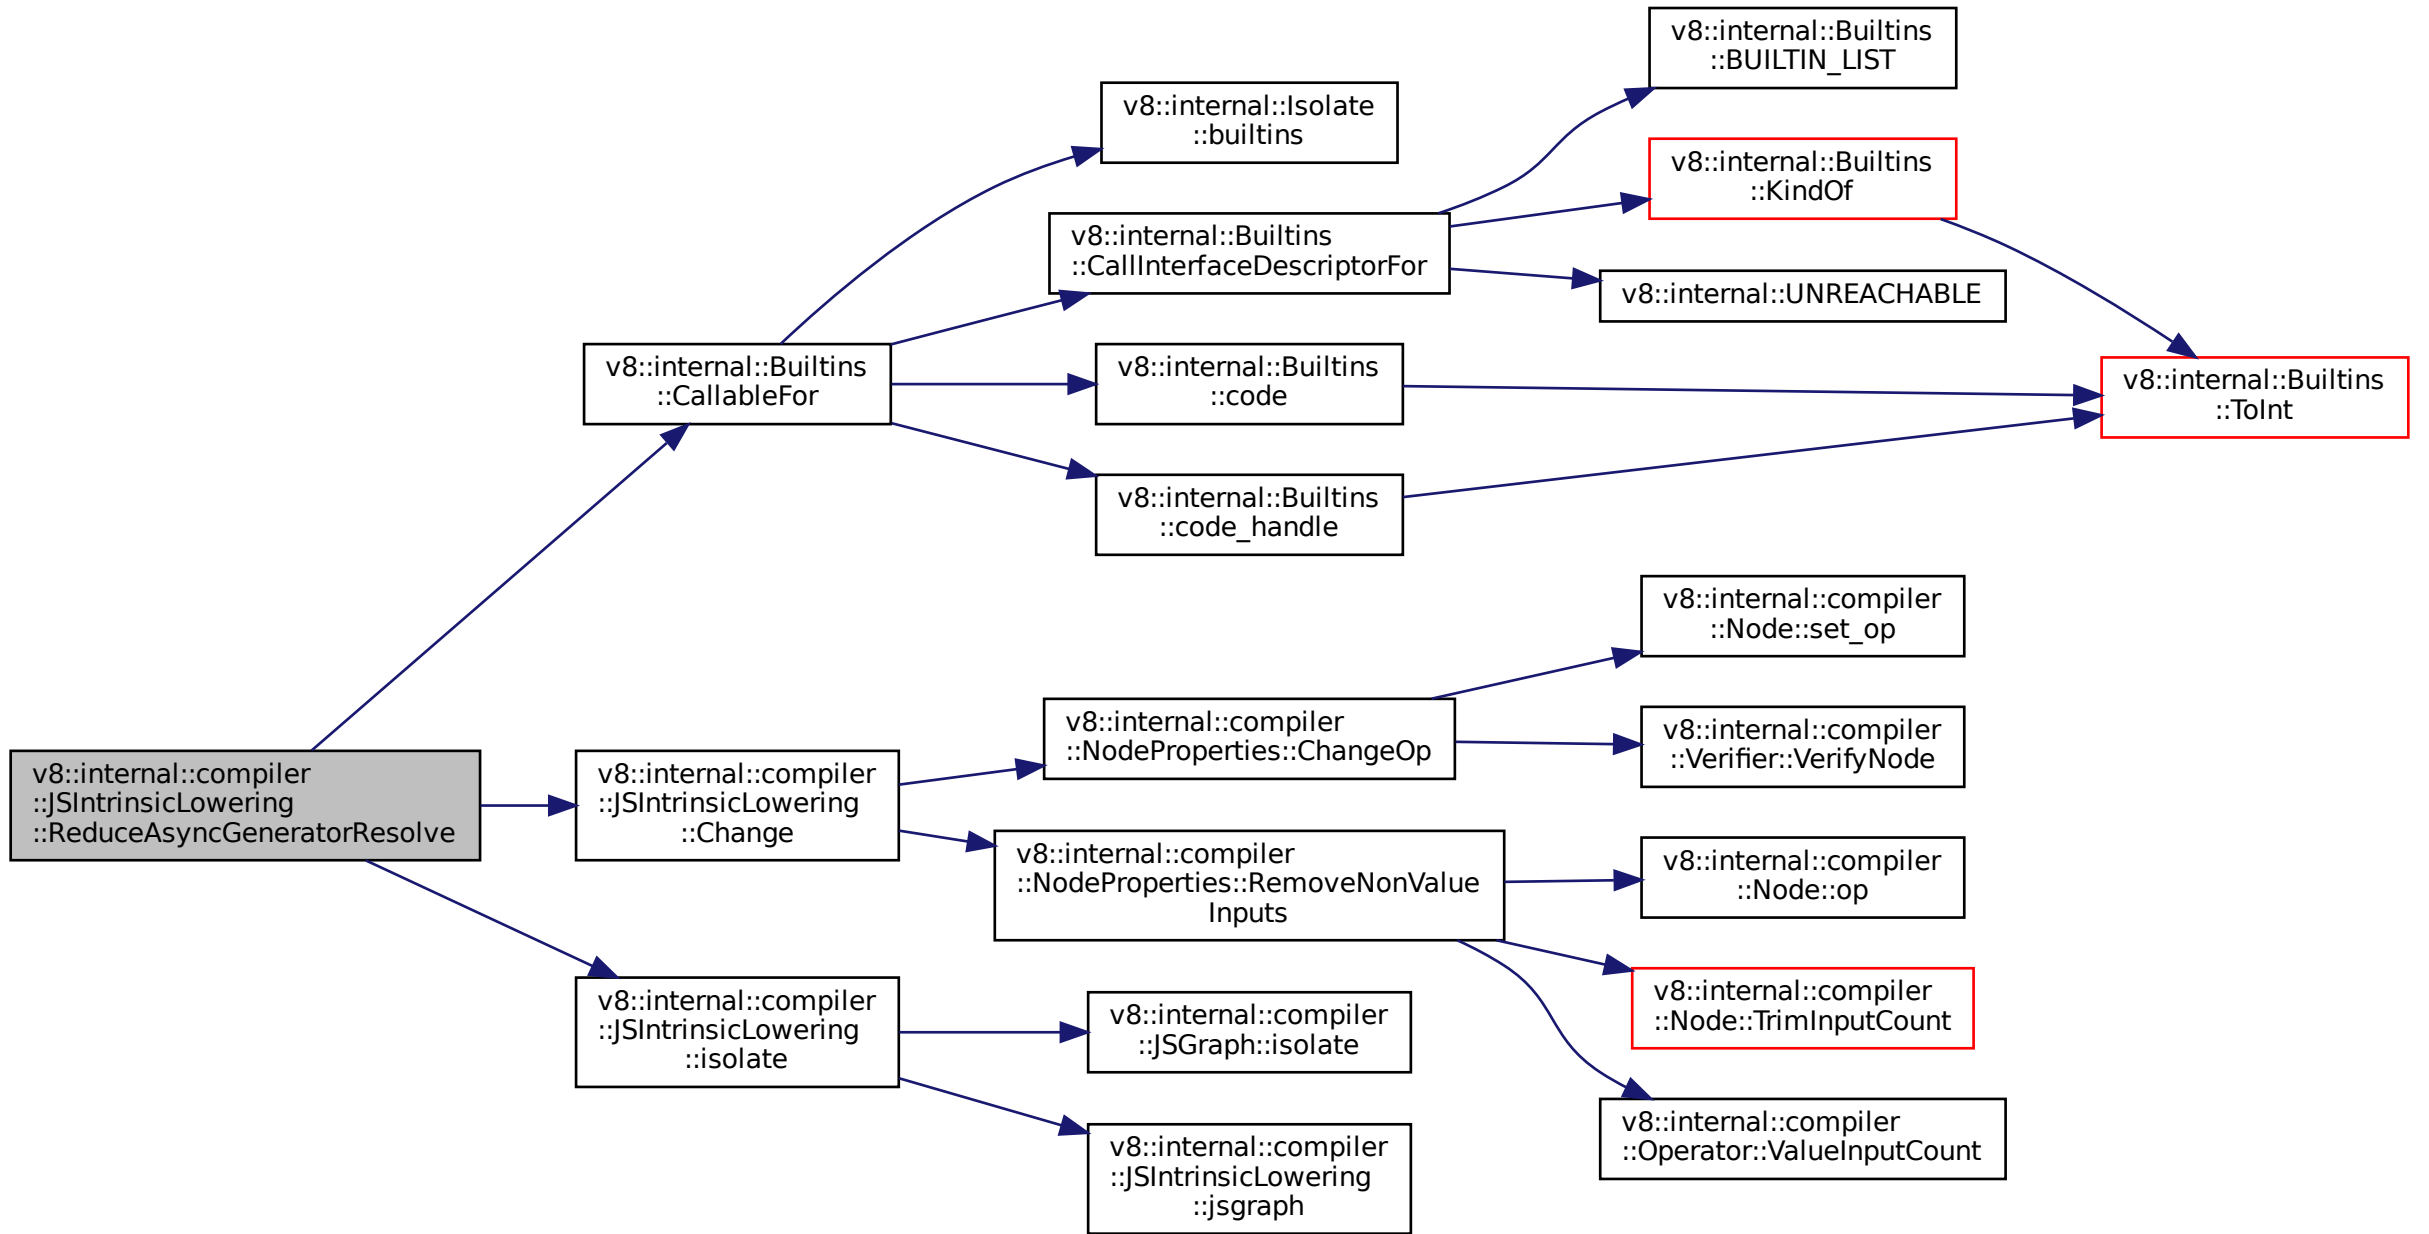 v8::internal::compiler
::JSIntrinsicLowering
::ReduceAsyncGeneratorResolve
v8::internal::Builtins
::CallableFor
v8::internal::compiler
::JSIntrinsicLowering
::Change
v8::internal::compiler
::JSIntrinsicLowering
::isolate
v8::internal::Isolate
::builtins
v8::internal::Builtins
::CallInterfaceDescriptorFor
v8::internal::Builtins
::code
v8::internal::Builtins
::code_handle
v8::internal::compiler
::NodeProperties::ChangeOp
v8::internal::compiler
::NodeProperties::RemoveNonValue
Inputs
v8::internal::compiler
::JSGraph::isolate
v8::internal::compiler
::JSIntrinsicLowering
::jsgraph
v8::internal::Builtins
::BUILTIN_LIST
v8::internal::Builtins
::KindOf
v8::internal::UNREACHABLE
v8::internal::compiler
::Node::set_op
v8::internal::compiler
::Verifier::VerifyNode
v8::internal::compiler
::Node::op
v8::internal::compiler
::Node::TrimInputCount
v8::internal::compiler
::Operator::ValueInputCount
v8::internal::Builtins
::ToInt